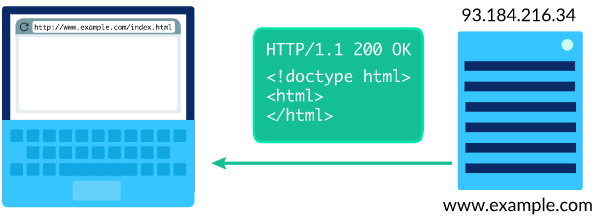 http://www.example.com/index.html
HTTP/1.1 200 OK
<!doctype html>
<html>
</html>
93.184.216.34
www.example.com